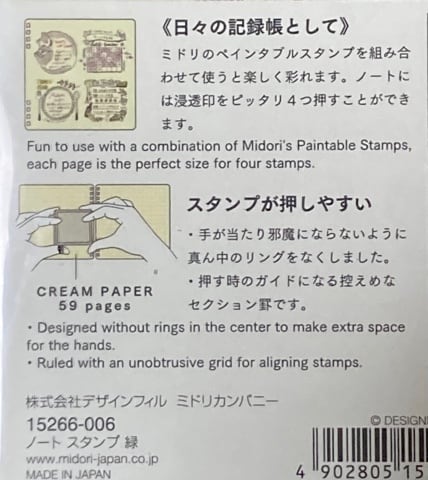 《日々の記録帳として》
ミドリのペインタブルスタンプを組み合
わせて使うと楽しく彩れます。ノートに
は浸透印をピッタリ４つ押すことができ
ます。
Fun to use with a combination of Midori's Paintable Stamps,
each page is the perfect size for four stamps.
スタンプが押しやすい
・手が当たり邪魔にならないように
真ん中のリングをなくしました。
・押す時のガイドになる控えめな
セクション罫です。
CREAM PAPER
59 pages
・Designed without rings in the center to make extra space
for the hands.
・Ruled with an unobtrusive grid for aligning stamps.
株式会社デザインフィル ミドリカンパニー
15266-006
ノート スタンプ 緑
www.midori-japan.co.jp
MADE IN JAPAN
© DESIGN
4 902805 15